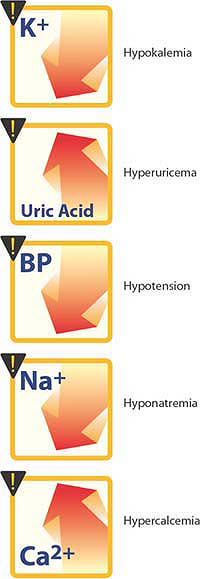 !
K+
Hypokalemia
!
Uric Acid
Hyperuricema
!
BP
Hypotension
!
Na+
Hyponatremia
!
Ca2+
Hypercalcemia